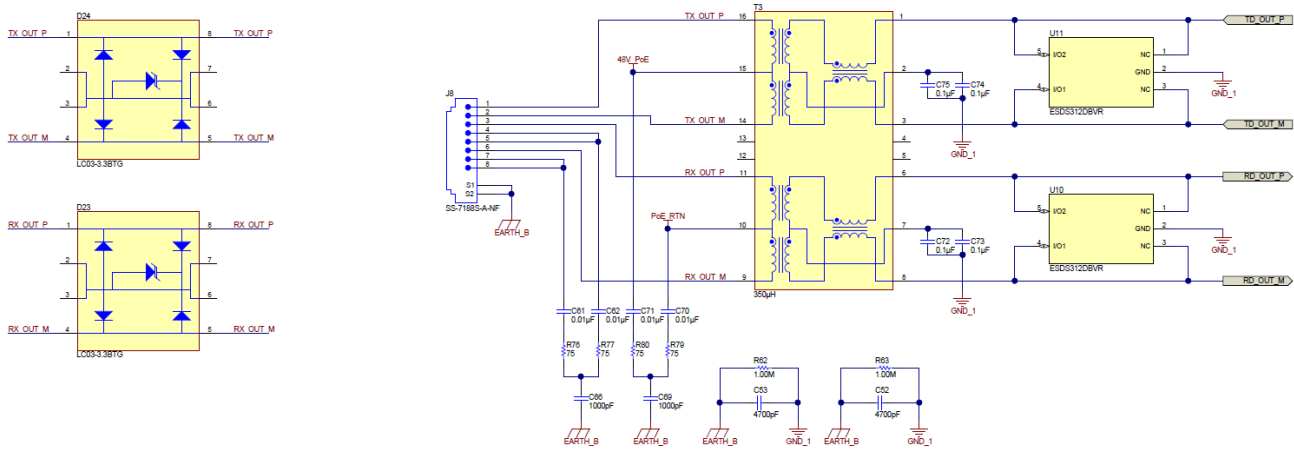 D24
TX_OUT_P 1 8 TX_OUT_P
2 7
3 6
TX_OUT_M 4 5 TX_OUT_M
LC03-3.3BTG
D23
RX_OUT_P 1 8 RX_OUT_P
2 7
3 6
RX_OUT_M 4 5 RX_OUT_M
LC03-3.3BTG
J8
1
2
3
4
5
6
7
8
S1
S2
SS-7188S-A-NF
EARTH_B
48V_PoE
PoE_RTN
T3
TX_OUT_P 16 1
15 2
TX_OUT_M 14 3
13 4
12 5
RX_OUT_P 11 6
10 7
RX_OUT_M 9 8
350µH
C75
0.1µF
C74
0.1µF
GND_1
C72
0.1µF
C73
0.1µF
GND_1
TD_OUT_P
U11
5 I/O2 NC 1
GND 2
4 I/O1 NC 3
ESDS312DBVR
GND_1
TD_OUT_M
RD_OUT_P
U10
5 I/O2 NC 1
GND 2
4 I/O1 NC 3
ESDS312DBVR
GND_1
RD_OUT_M
C61
0.01µF
C62
0.01µF
C71
0.01µF
C70
0.01µF
R76
75
R77
75
R80
75
R79
75
C66
1000pF
C69
1000pF
EARTH_B
EARTH_B
R62
1.00M
C53
4700pF
EARTH_B
GND_1
R63
1.00M
C52
4700pF
EARTH_B
GND_1